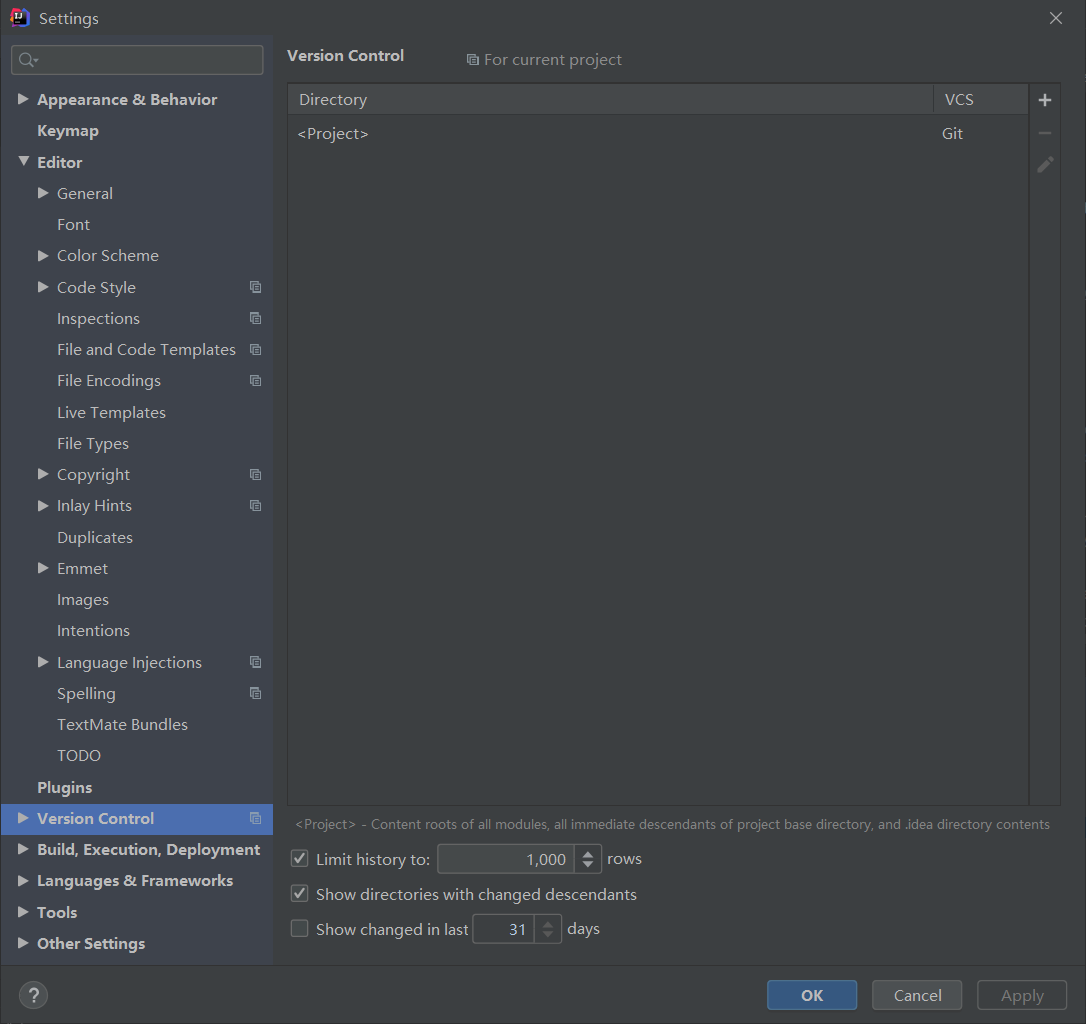 Settings
Appearance & Behavior
Keymap
Editor
General
Font
Color Scheme
Code Style
Inspections
File and Code Templates
File Encodings
Live Templates
File Types
Copyright
Inlay Hints
Duplicates
Emmet
Images
Intentions
Language Injections
Spelling
TextMate Bundles
TODO
Plugins
Version Control
Build, Execution, Deployment
Languages & Frameworks
Tools
Other Settings
Version Control For current project
Directory VCS
<Project> Git
<Project> - Content roots of all modules, all immediate descendants of project base directory, and .idea directory contents
Limit history to: 1,000 rows
Show directories with changed descendants
Show changed in last 31 days
? OK Cancel Apply